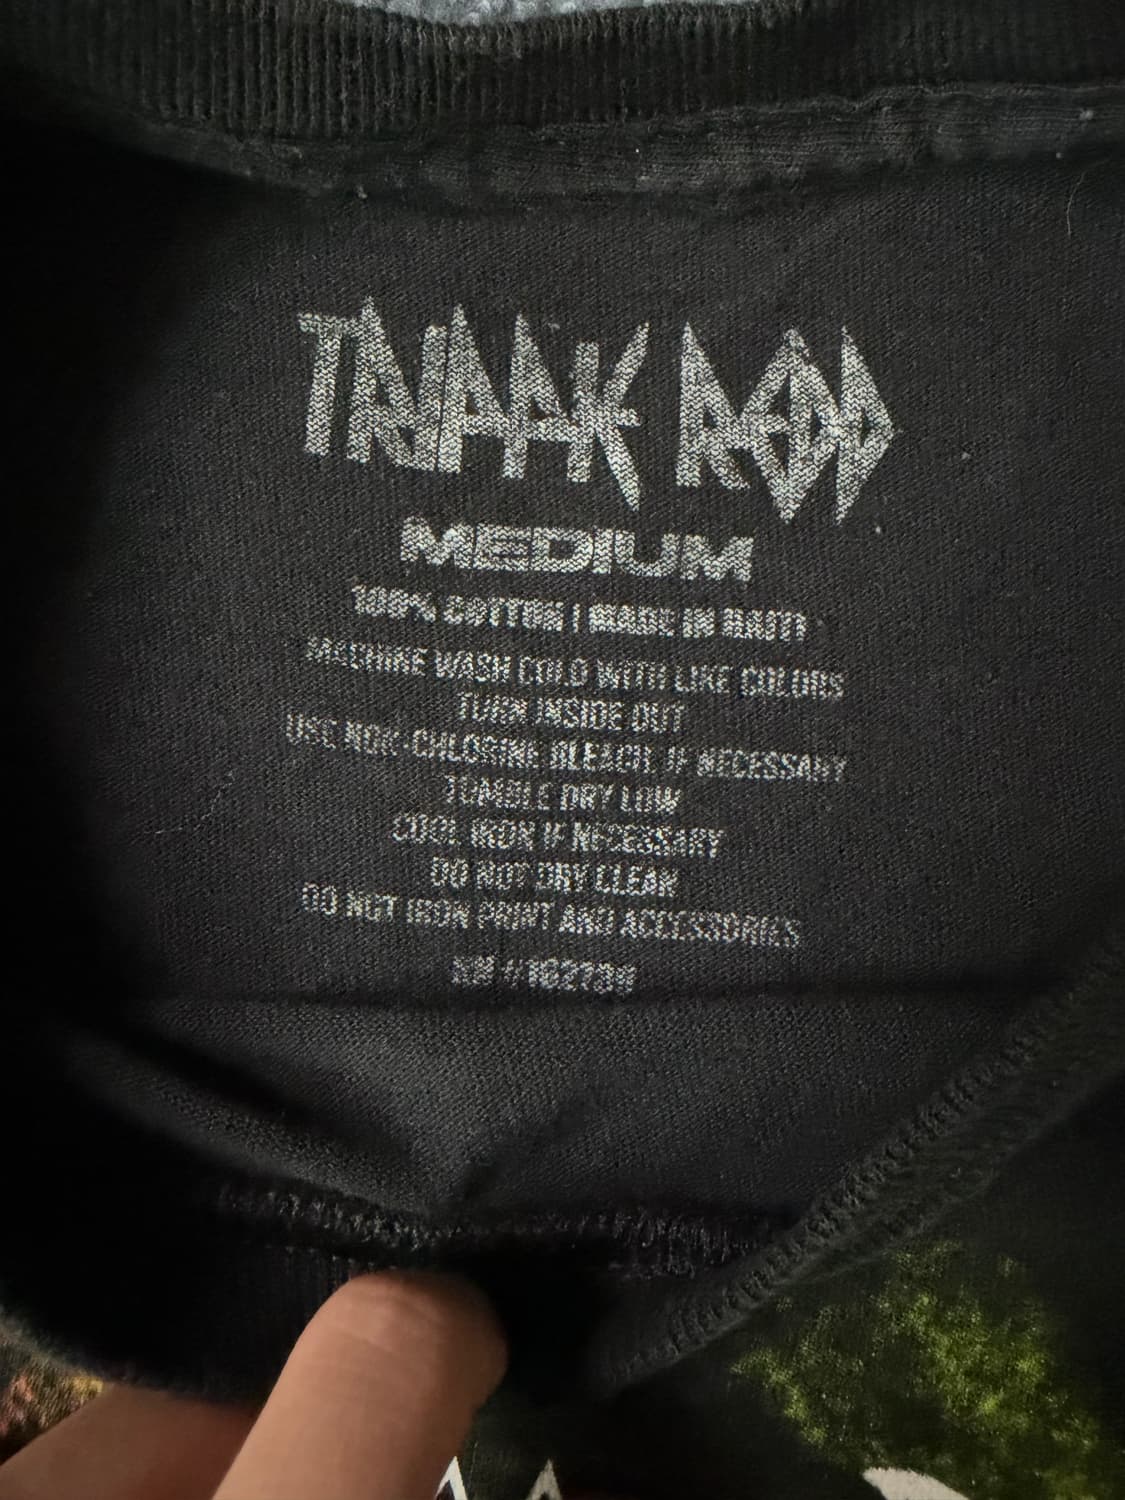 TRIPPIE REDD
MEDIUM
100% COTTON | MADE IN HAITI
MACHINE WASH COLD WITH LIKE COLORS
TURN INSIDE OUT
USE NON-CHLORINE BLEACH, IF NECESSARY
TUMBLE DRY LOW
COOL IRON IF NECESSARY
DO NOT DRY CLEAN
DO NOT IRON PRINT AND ACCESSORIES